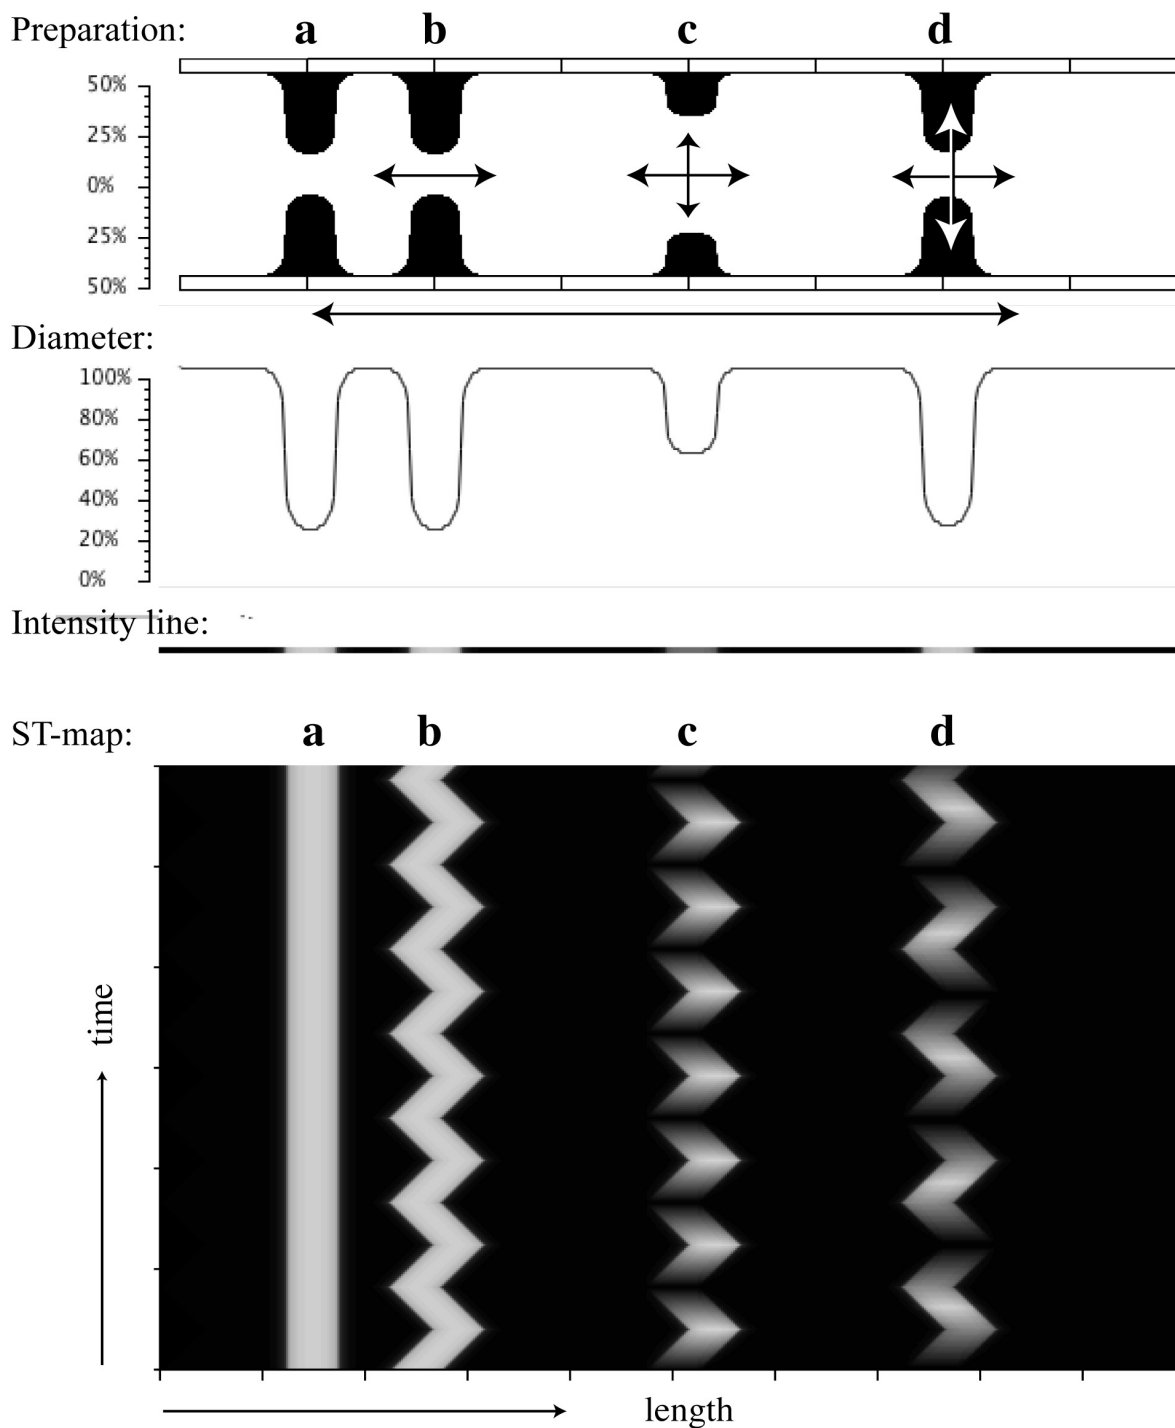 Preparation: a b c d
50%
25%
0%
25%
50%
Diameter:
100%
80%
60%
40%
20%
0%
Intensity line:
ST-map: a b c d
time
length